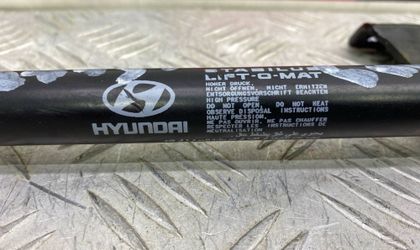 STABILUS
LIFT-O-MAT
HOHER DRUCK
NICHT ÖFFNEN, NICHT ERHITZEN
ENTSORGUNGSVORSCHRIFT BEACHTEN
HIGH PRESSURE
DO NOT OPEN, DO NOT HEAT
OBSERVE DISPOSAL INSTRUCTIONS
HAUTE PRESSION,
NE PAS OUVRIR, NE PAS CHAUFFER
RESPECTER LES INSTRUCTIONS DE
NEUTRALISATION
HYUNDAI